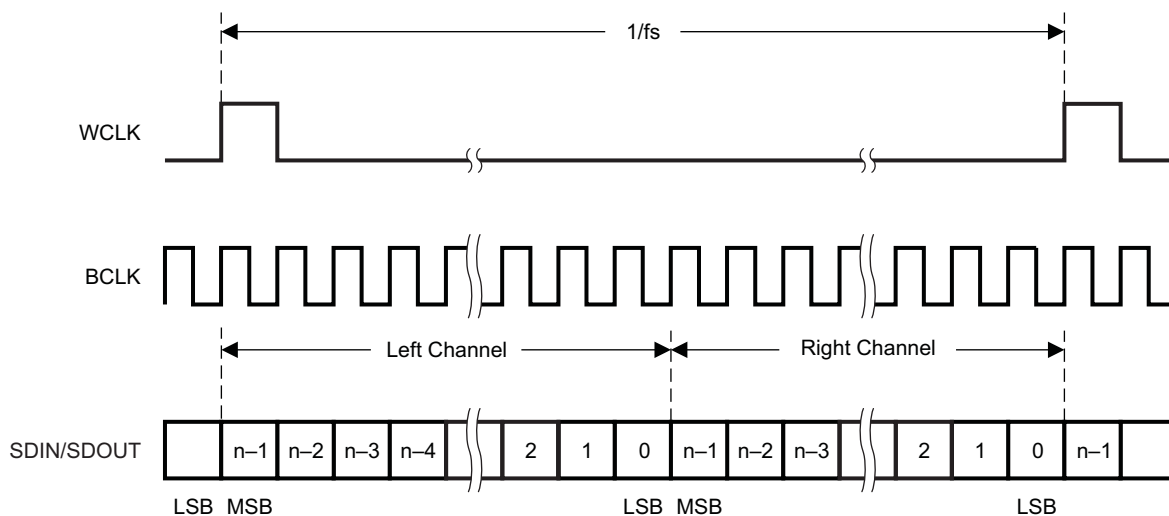 1/fs
WCLK
BCLK
Left Channel Right Channel
SDIN/SDOUT n–1 n–2 n–3 n–4 2 1 0 n–1 n–2 n–3 2 1 0 n–1
LSB MSB LSB MSB LSB